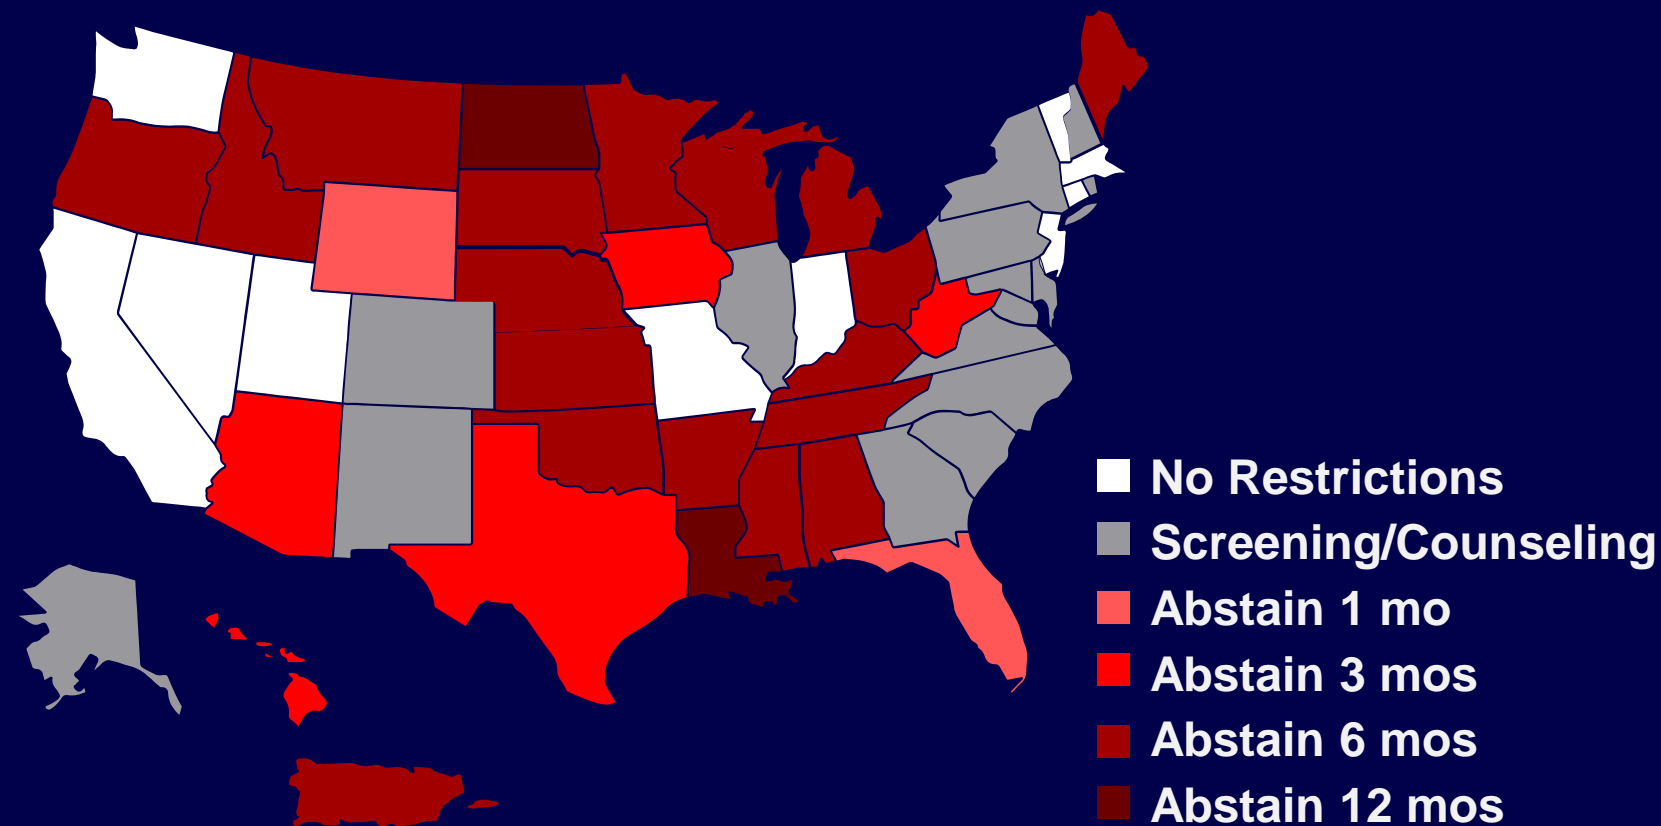 No Restrictions
Screening/Counseling
Abstain 1 mo
Abstain 3 mos
Abstain 6 mos
Abstain 12 mos